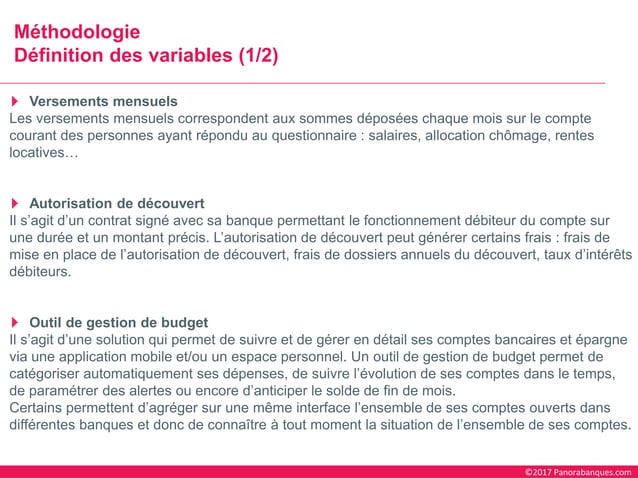 Méthodologie
Définition des variables (1/2)
Versements mensuels
Les versements mensuels correspondent aux sommes déposées chaque mois sur le compte
courant des personnes ayant répondu au questionnaire : salaires, allocation chômage, rentes
locatives…
Autorisation de découvert
Il s’agit d’un contrat signé avec sa banque permettant le fonctionnement débiteur du compte sur
une durée et un montant précis. L’autorisation de découvert peut générer certains frais : frais de
mise en place de l’autorisation de découvert, frais de dossiers annuels du découvert, taux d’intérêts
débiteurs.
Outil de gestion de budget
Il s’agit d’une solution qui permet de suivre et de gérer en détail ses comptes bancaires et épargne
via une application mobile et/ou un espace personnel. Un outil de gestion de budget permet de
catégoriser automatiquement ses dépenses, de suivre l’évolution de ses comptes dans le temps,
de paramétrer des alertes ou encore d’anticiper le solde de fin de mois.
Certains permettent d’agréger sur une même interface l’ensemble de ses comptes ouverts dans
différentes banques et donc de connaître à tout moment la situation de l’ensemble de ses comptes.
©2017 Panorabanques.com